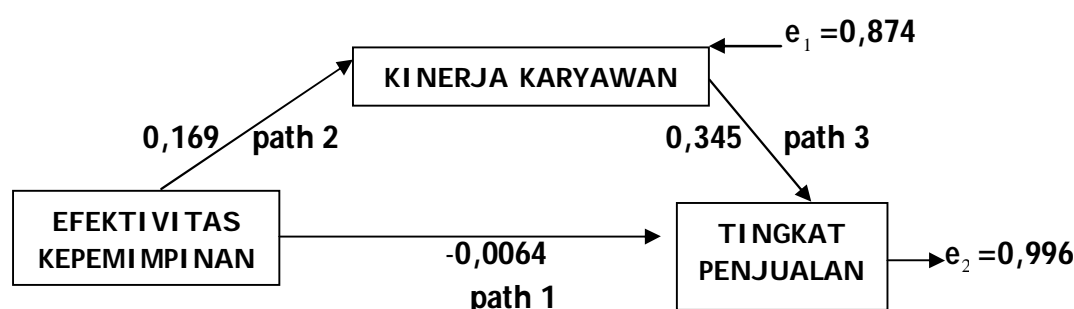 e₁ =0,874
KINERJA KARYAWAN
0,169 path 2
0,345 path 3
EFEKTIVITAS
KEPEMIMPINAN
-0,0064
path 1
TINGKAT
PENJUALAN
e₂ =0,996